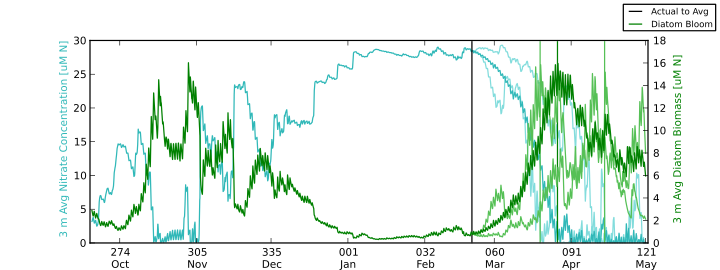 Actual to Avg
Diatom Bloom
3 m Avg Nitrate Concentration [uM N]
30
25
20
15
10
5
0
18
16
14
12
10
8
6
4
2
0
3 m Avg Diatom Biomass [uM N]
274 305 335 001 032 060 091 121
Oct Nov Dec Jan Feb Mar Apr May